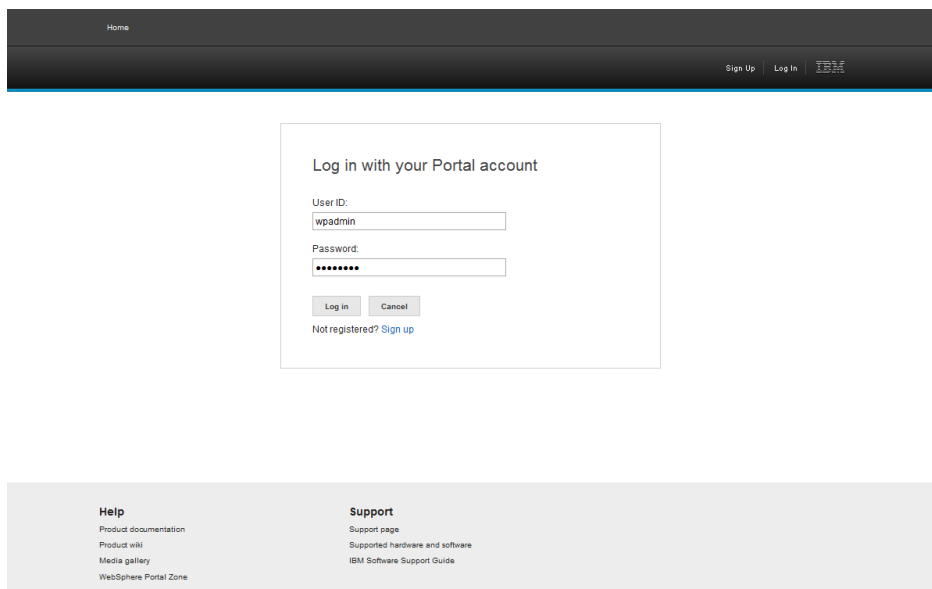 Home
Sign Up Log In IBM
Log in with your Portal account
User ID:
wpadmin
Password:
••••••••
Log in Cancel
Not registered? Sign up
Help
Product documentation
Product wiki
Media gallery
WebSphere Portal Zone
Support
Support page
Supported hardware and software
IBM Software Support Guide